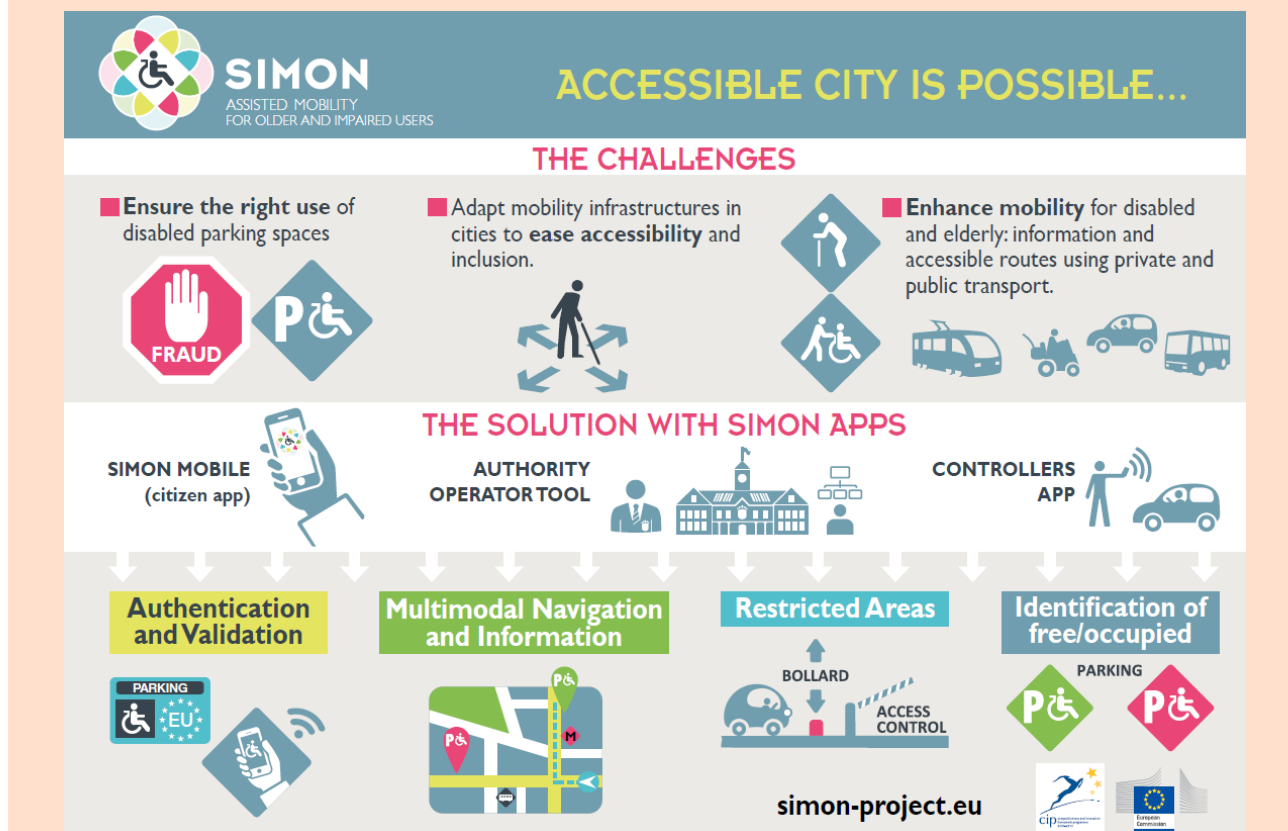 SIMON
ASSISTED MOBILITY
FOR OLDER AND IMPAIRED USERS
ACCESSIBLE CITY IS POSSIBLE...
THE CHALLENGES
Ensure the right use of
disabled parking spaces
FRAUD
P
Adapt mobility infrastructures in
cities to ease accessibility and
inclusion.
Enhance mobility for disabled
and elderly: information and
accessible routes using private and
public transport.
THE SOLUTION WITH SIMON APPS
SIMON MOBILE
(citizen app)
AUTHORITY
OPERATOR TOOL
CONTROLLERS
APP
Authentication
and Validation
PARKING
EU
Multimodal Navigation
and Information
P
P
M
Restricted Areas
BOLLARD
ACCESS
CONTROL
Identification of
free/occupied
PARKING
P
P
simon-project.eu
cip
European
Commission